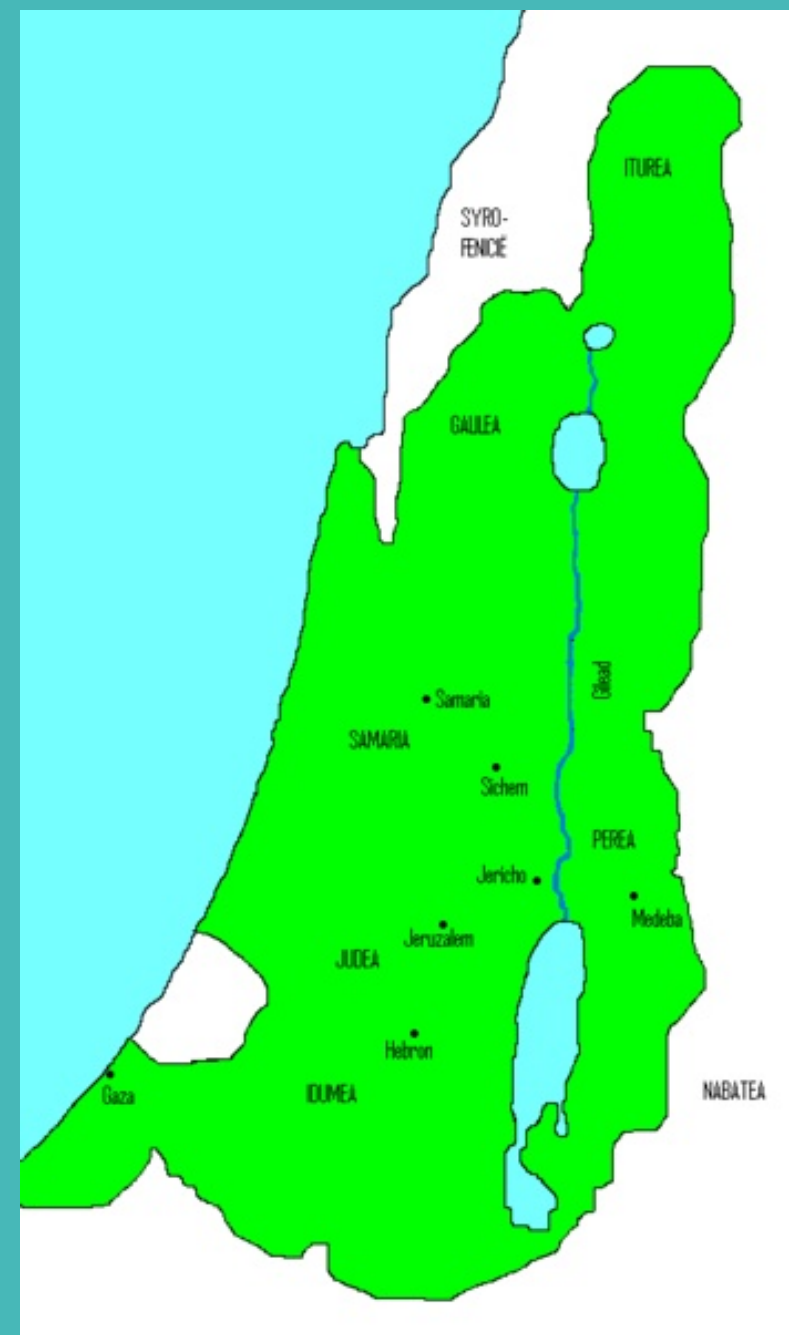 ITUREA
SYRO-
FENICIË
GALILEA
Gilead
Samaria
SAMARIA
Sichem
PEREA
Jericho
Medeba
Jeruzalem
JUDEA
Hebron
Gaza
IDUMEA
NABATEA